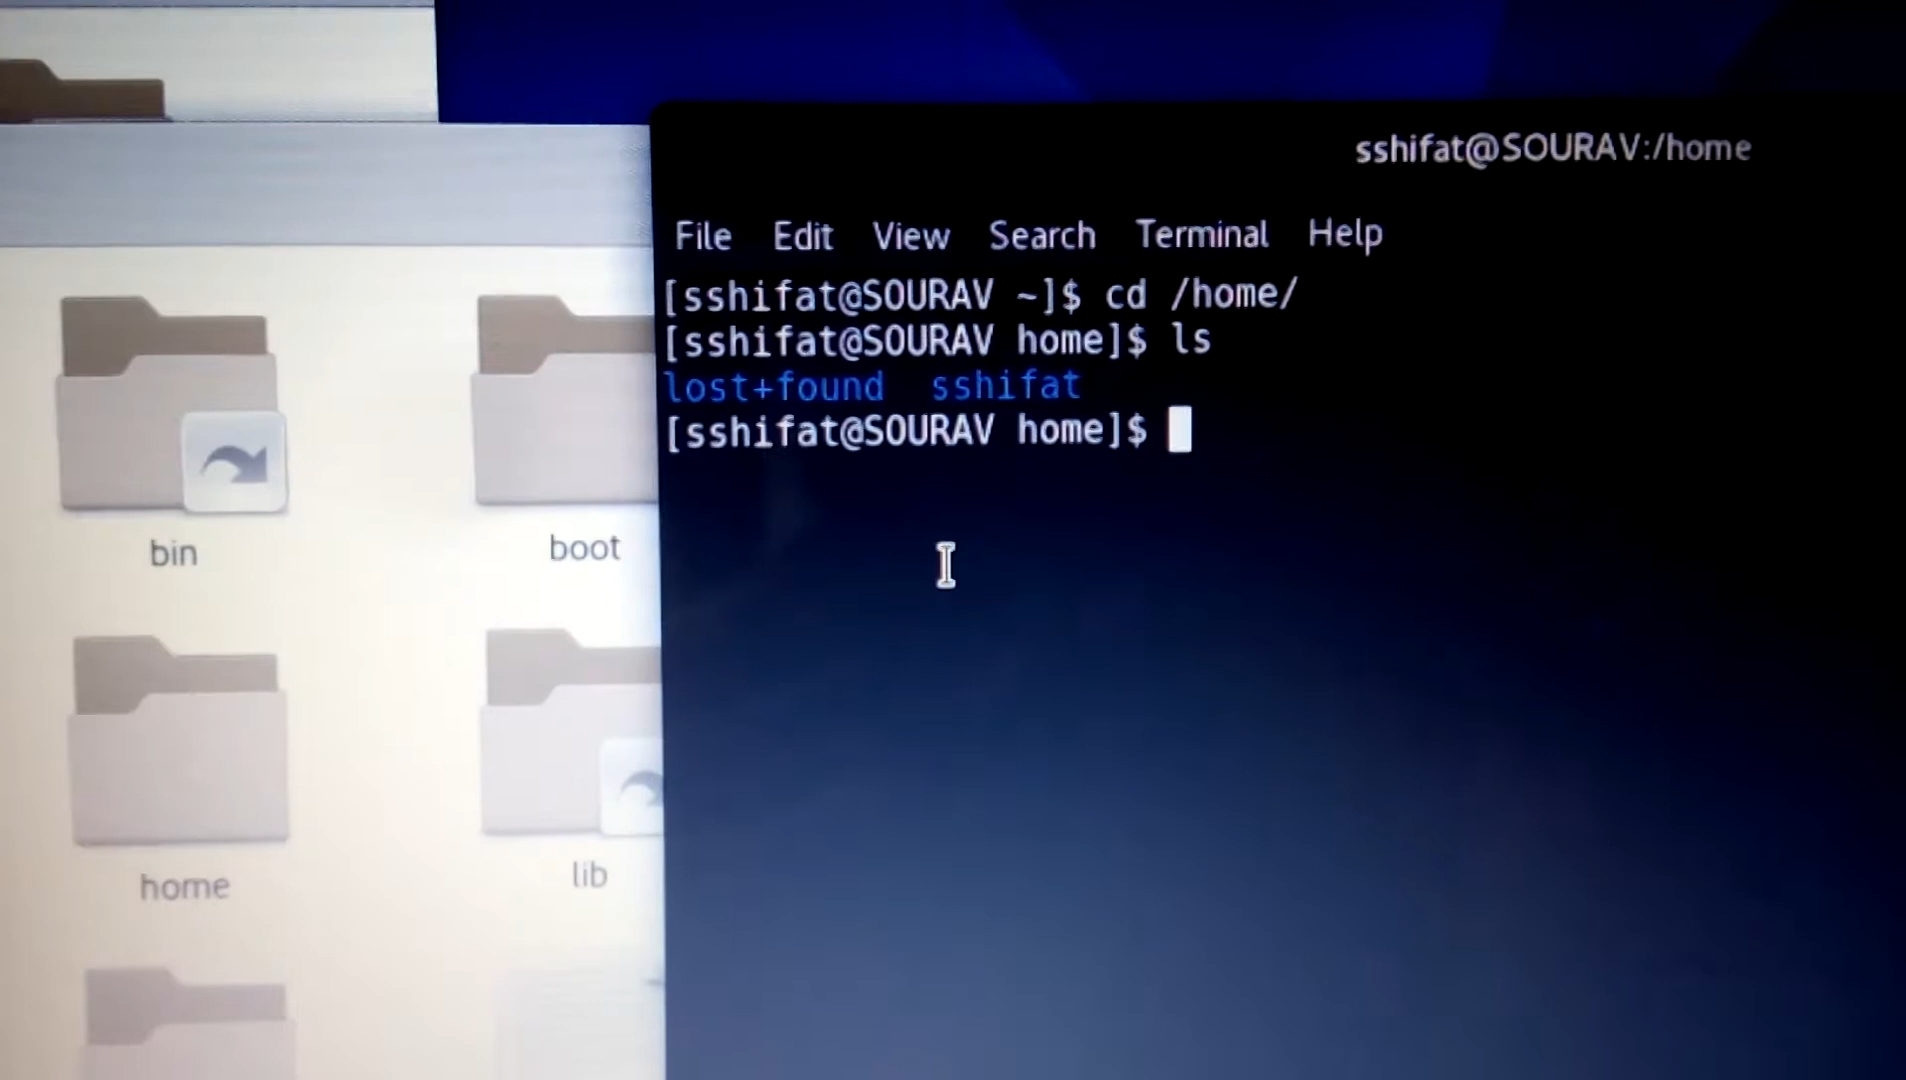 sshifat@SOURAV:/home
File Edit View Search Terminal Help
[sshifat@SOURAV ~]$ cd /home/
[sshifat@SOURAV home]$ ls
lost+found sshifat
[sshifat@SOURAV home]$
bin boot
home lib